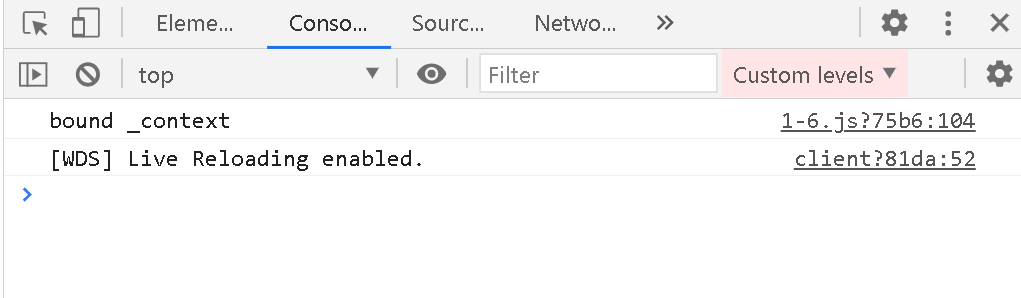 Eleme... Conso... Sourc... Netwo...
top Filter Custom levels
bound _context 1-6.js?75b6:104
[WDS] Live Reloading enabled. client?81da:52